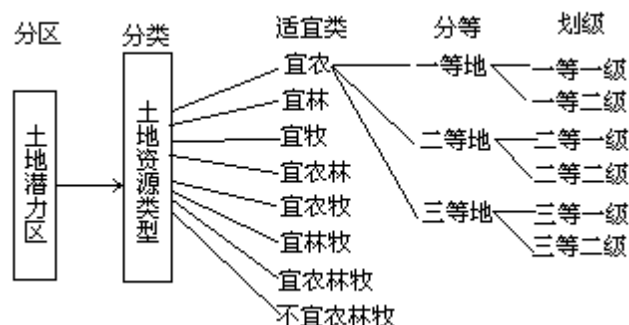 分区 分类 适宜类 分等 划级
土地潜力区
土地资源类型
宜农
宜林
宜牧
宜农林
宜农牧
宜林牧
宜农林牧
不宜农林牧
一等地
二等地
三等地
一等一级
一等二级
二等一级
二等二级
三等一级
三等二级